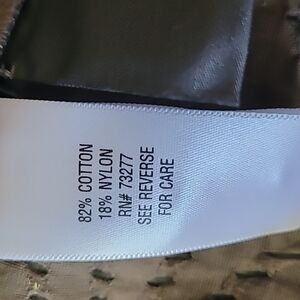 82% COTTON
18% NYLON
RN# 73277
SEE REVERSE
FOR CARE